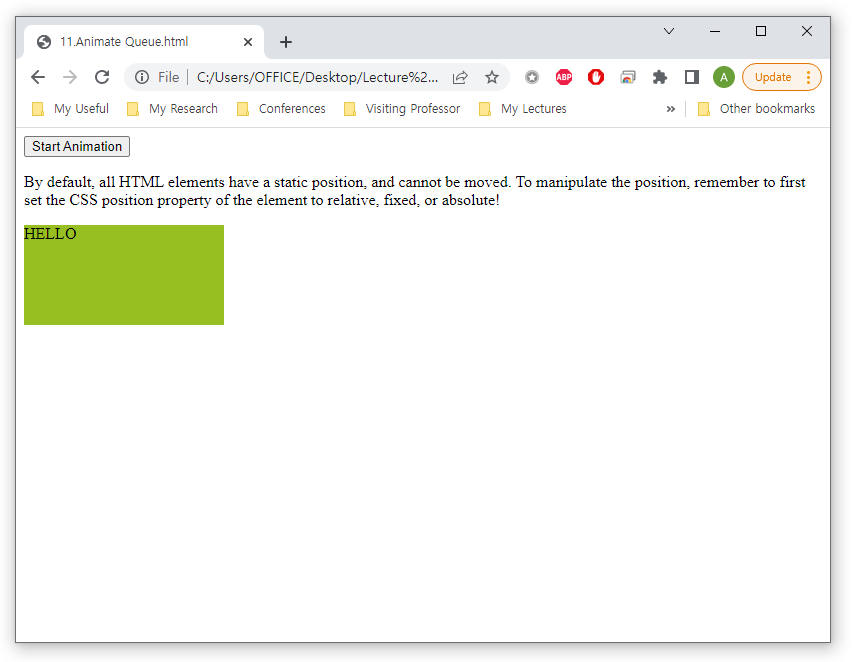 11.Animate Queue.html
File | C:/Users/OFFICE/Desktop/Lecture%2...
ABP
A
Update
My Useful
My Research
Conferences
Visiting Professor
My Lectures
»
Other bookmarks
Start Animation
By default, all HTML elements have a static position, and cannot be moved. To manipulate the position, remember to first
set the CSS position property of the element to relative, fixed, or absolute!
HELLO